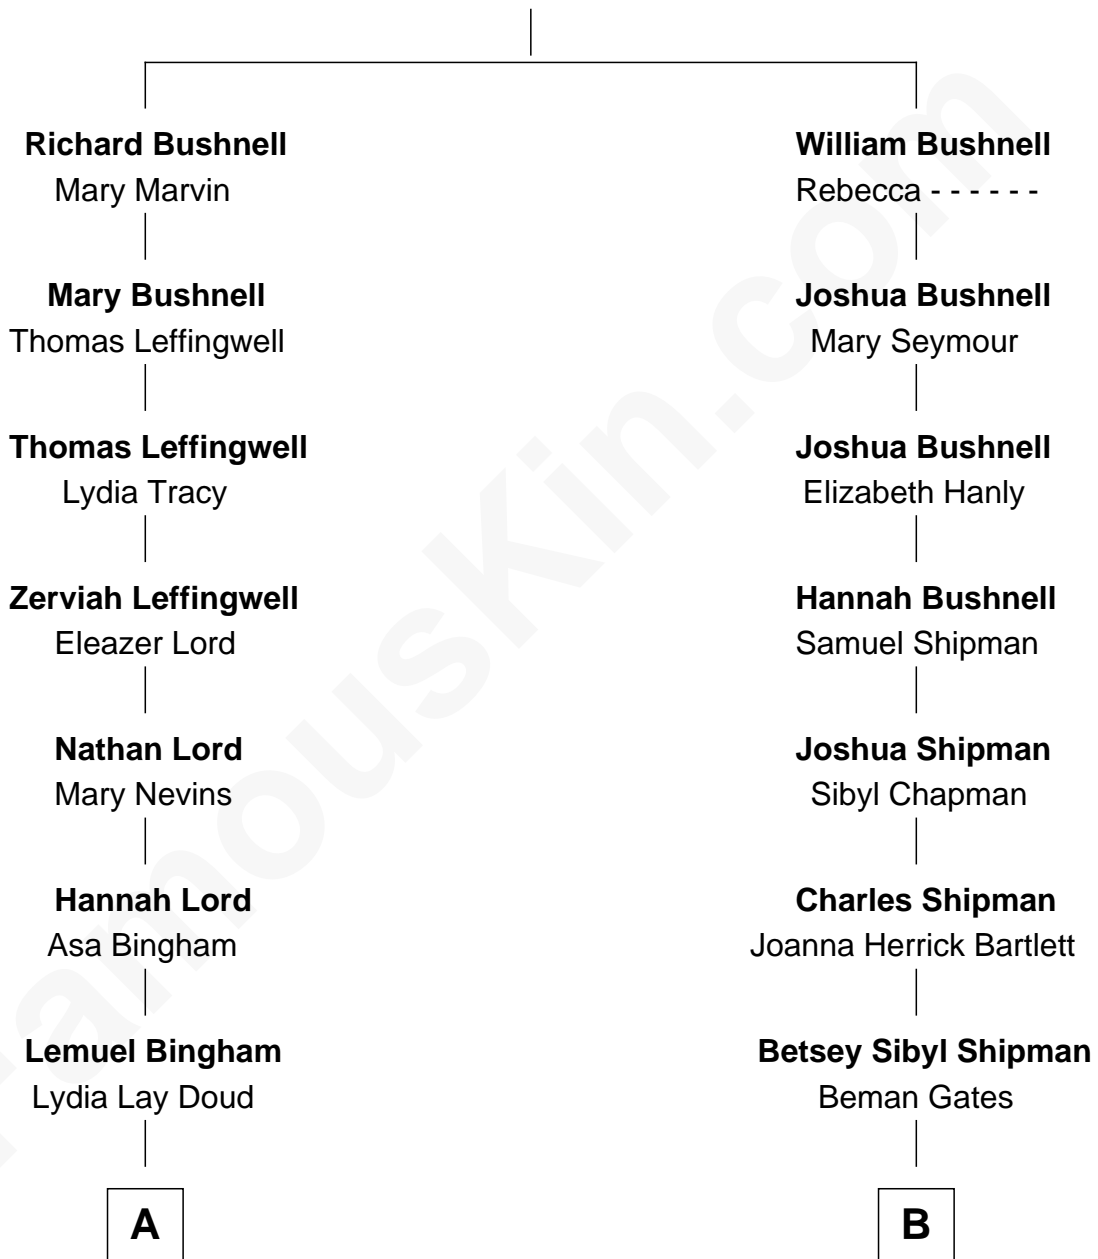 Richard Bushnell
Mary Marvin
Mary Bushnell
Thomas Leffingwell
Thomas Leffingwell
Lydia Tracy
Zerviah Leffingwell
Eleazer Lord
Nathan Lord
Mary Nevins
Hannah Lord
Asa Bingham
Lemuel Bingham
Lydia Lay Doud
A
William Bushnell
Rebecca - - - - - -
Joshua Bushnell
Mary Seymour
Joshua Bushnell
Elizabeth Hanly
Hannah Bushnell
Samuel Shipman
Joshua Shipman
Sibyl Chapman
Charles Shipman
Joanna Herrick Bartlett
Betsey Sibyl Shipman
Beman Gates
B
FamousKin.com